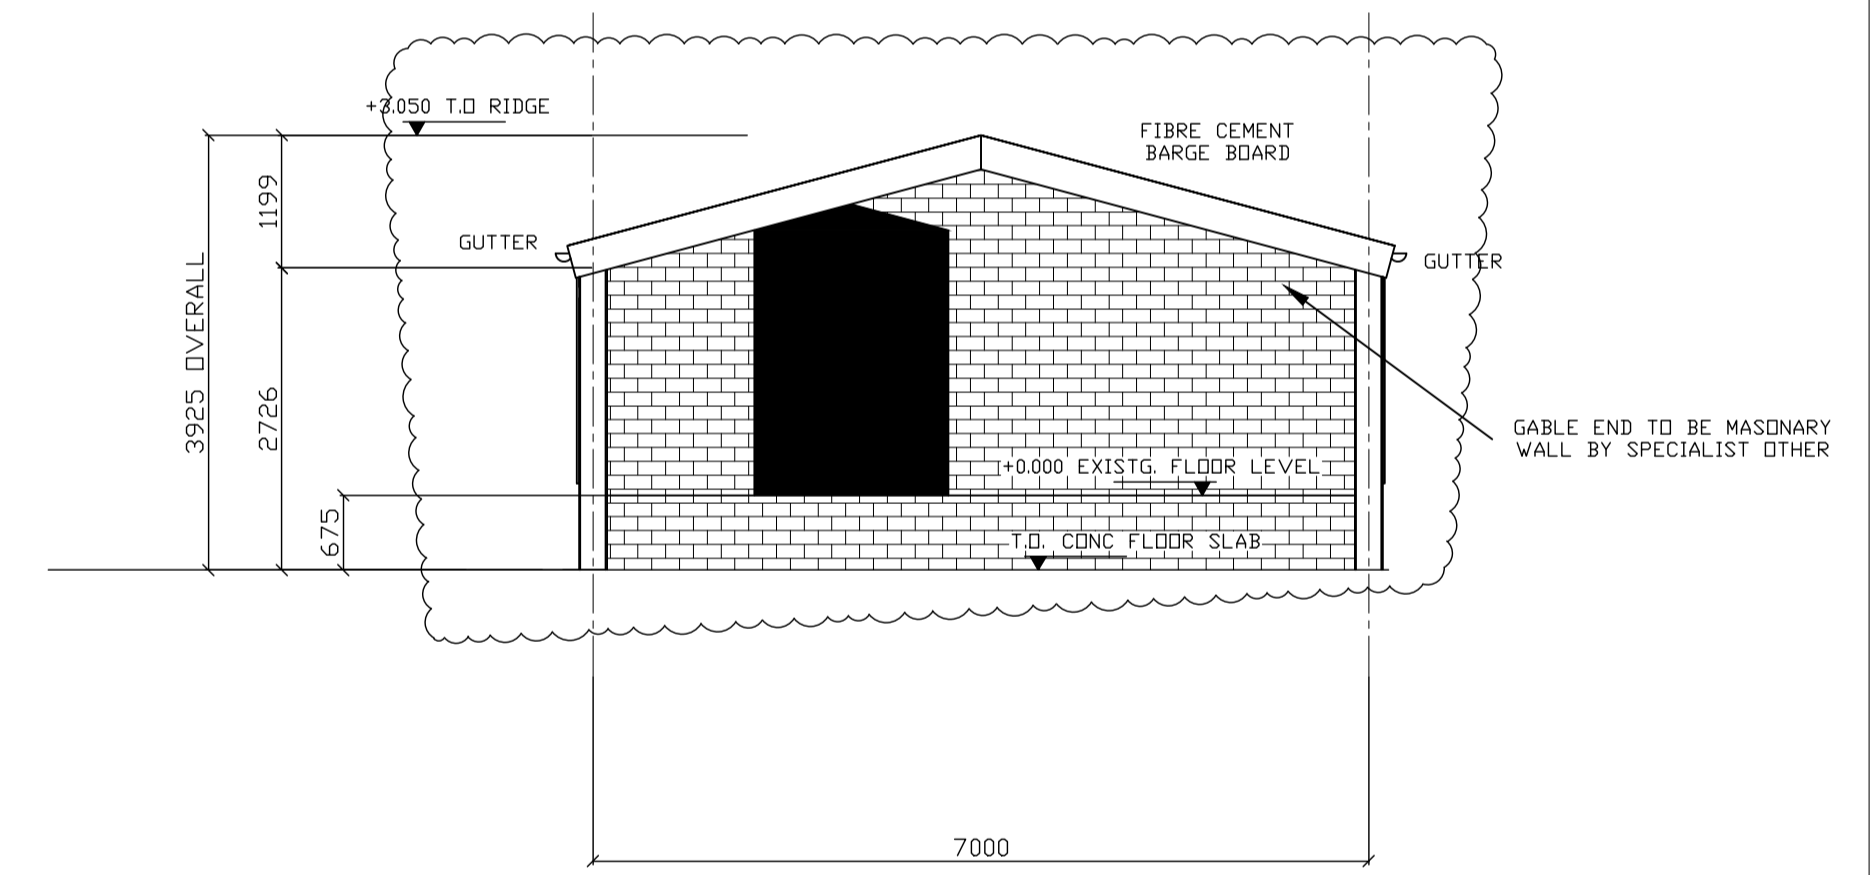 +3.050 T.O RIDGE
FIBRE CEMENT
BARGE BOARD
1199
GUTTER
GUTTER
3925 OVERALL
2726
GABLE END TO BE MASONARY
WALL BY SPECIALIST OTHER
+0.000 EXISTG. FLOOR LEVEL
675
T.O. CONC FLOOR SLAB
7000